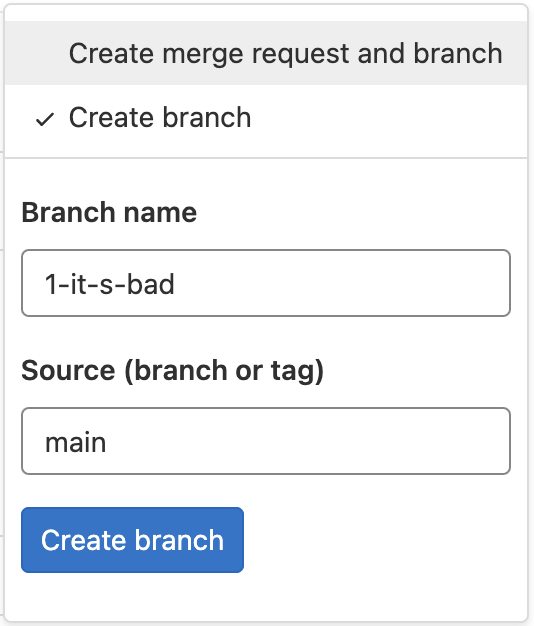 Create merge request and branch
Create branch
Branch name
1-it-s-bad
Source (branch or tag)
main
Create branch